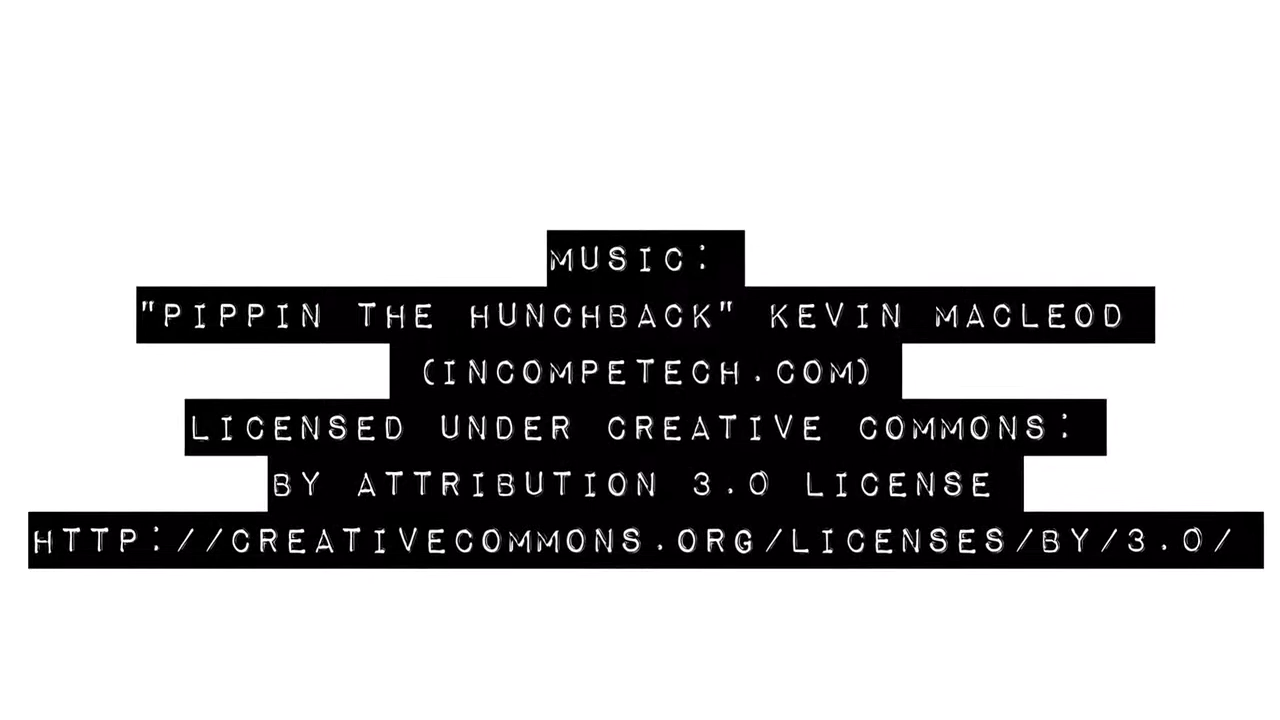 MUSIC:
"PIPPIN THE HUNCHBACK" KEVIN MACLEOD
(INCOMPETECH.COM)
LICENSED UNDER CREATIVE COMMONS:
BY ATTRIBUTION 3.0 LICENSE
HTTP://CREATIVECOMMONS.ORG/LICENSES/BY/3.0/